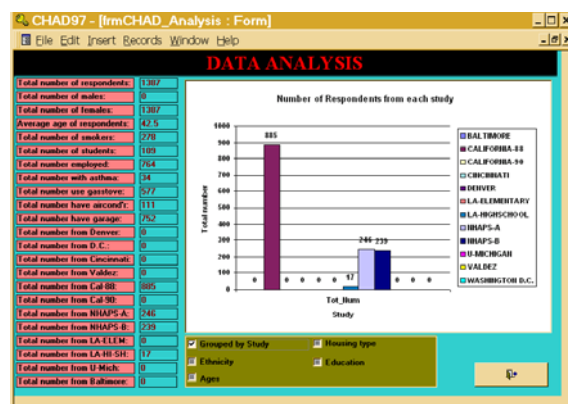 CHAD97 - [frmCHAD_Analysis : Form]
File Edit Insert Records Window Help
DATA ANALYSIS
Total number of respondents: 1307
Total number of males: 0
Total number of females: 1307
Average age of respondents: 42.5
Total number of smokers: 278
Total number of students: 109
Total number employed: 764
Total number with asthma: 34
Total number use gasstove: 577
Total number have aircond'r: 111
Total number have garage: 752
Total number from Denver: 0
Total number from D.C.: 0
Total number from Cincinnati: 0
Total number from Valdez: 0
Total number from Cal-88: 885
Total number from Cal-90: 0
Total number from NHAPS-A: 246
Total number from NHAPS-B: 239
Total number from LA-ELEM: 0
Total number from LA-HI-SH: 17
Total number from U-Mich: 0
Total number from Baltimore: 0
Number of Respondents from each study
Total number
1000
900
800
700
600
500
400
300
200
100
0
0 885 0 0 0 0 17 246 239 0 0 0
Tot_Num
Study
BALTIMORE
CALIFORNIA-88
CALIFORNIA-90
CINCINNATI
DENVER
LA-ELEMENTARY
LA-HIGHSCHOOL
NHAPS-A
NHAPS-B
U-MICHIGAN
VALDEZ
WASHINGTON D.C.
Grouped by Study
Housing type
Ethnicity
Education
Ages